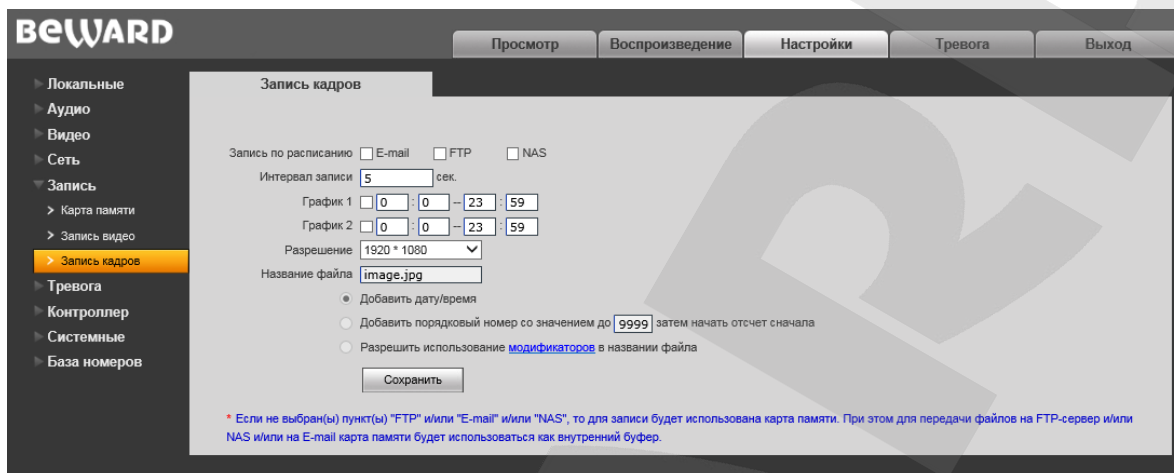 BEWARD
Просмотр Воспроизведение Настройки Тревога Выход
Локальные
Аудио
Видео
Сеть
Запись
Карта памяти
Запись видео
Запись кадров
Тревога
Контроллер
Системные
База номеров
Запись кадров
Запись по расписанию E-mail FTP NAS
Интервал записи 5 сек.
График 1 0 : 0 -- 23 : 59
График 2 0 : 0 -- 23 : 59
Разрешение 1920 * 1080
Название файла image.jpg
Добавить дату/время
Добавить порядковый номер со значением до 9999 затем начать отсчет сначала
Разрешить использование модификаторов в названии файла
Сохранить
* Если не выбран(ы) пункт(ы) "FTP" и/или "E-mail" и/или "NAS", то для записи будет использована карта памяти. При этом для передачи файлов на FTP-сервер и/или
NAS и/или на E-mail карта памяти будет использоваться как внутренний буфер.